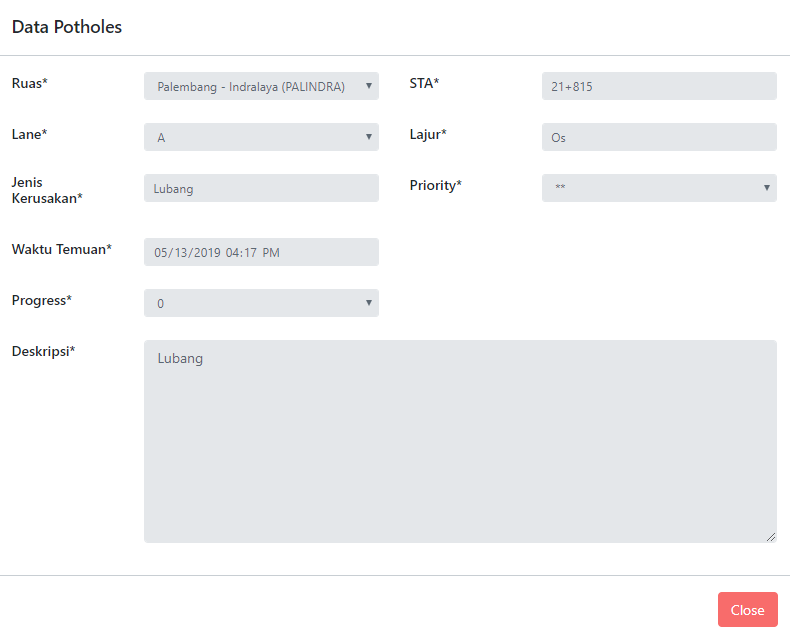 Data Potholes
Ruas*
Palembang - Indralaya (PALINDRA)
STA*
21+815
Lane*
A
Lajur*
Os
Jenis
Kerusakan*
Lubang
Priority*
**
Waktu Temuan*
05/13/2019 04:17 PM
Progress*
0
Deskripsi*
Lubang
Close